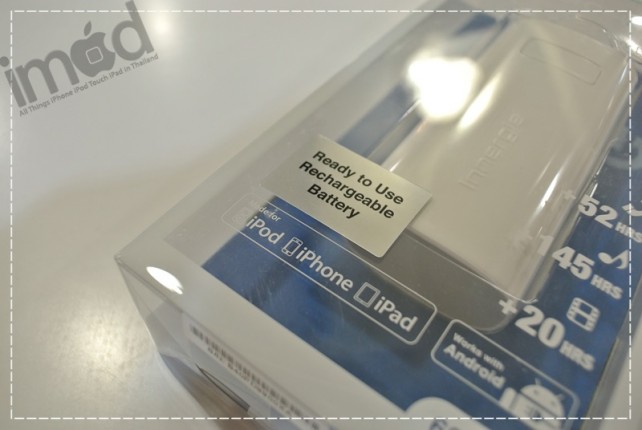 imod
All Things iPhone iPod Touch iPad in Thailand
Ready to Use
Rechargeable
Battery
iPod iPhone iPad
52 HRS
145 HRS
+20 HRS
Works with
Android